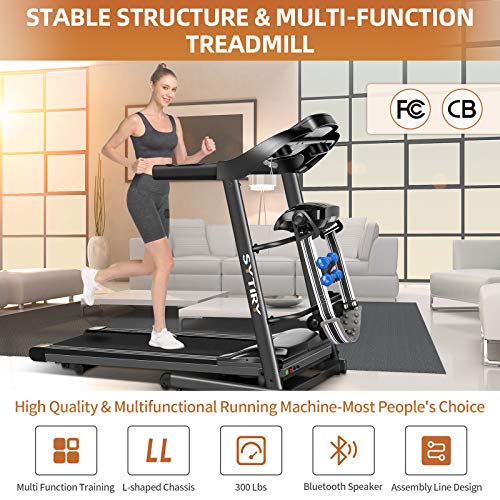 STABLE STRUCTURE & MULTI-FUNCTION
TREADMILL
FC CB
SYTIRY
High Quality & Multifunctional Running Machine-Most People's Choice
LL
Multi Function Training L-shaped Chassis 300 Lbs Bluetooth Speaker Assembly Line Design